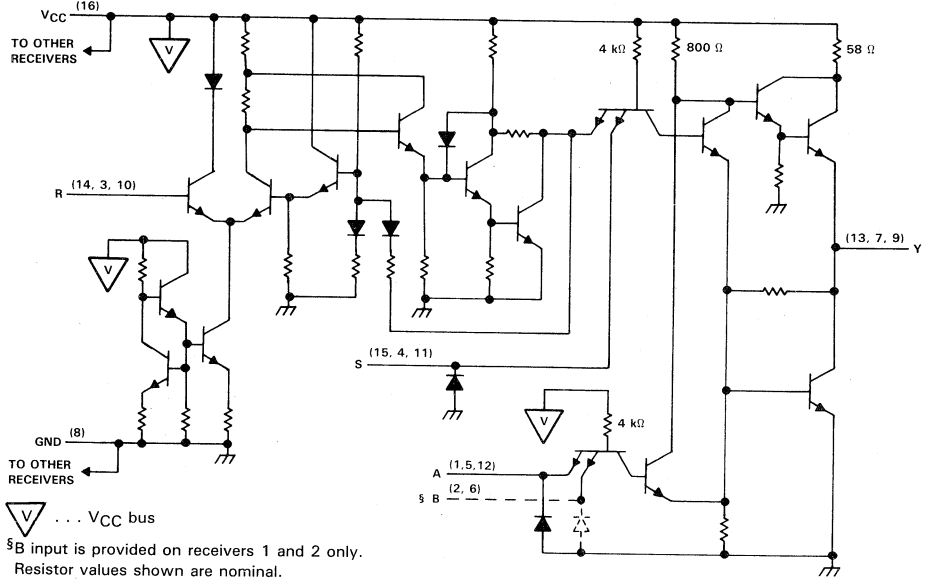 VCC (16)
TO OTHER
RECEIVERS
V
4 kΩ
800 Ω
58 Ω
R (14, 3, 10)
(13, 7, 9) Y
V
S (15, 4, 11)
V
4 kΩ
GND (8)
TO OTHER
RECEIVERS
A (1,5,12)
§ B (2, 6)
V ... VCC bus
§B input is provided on receivers 1 and 2 only.
Resistor values shown are nominal.